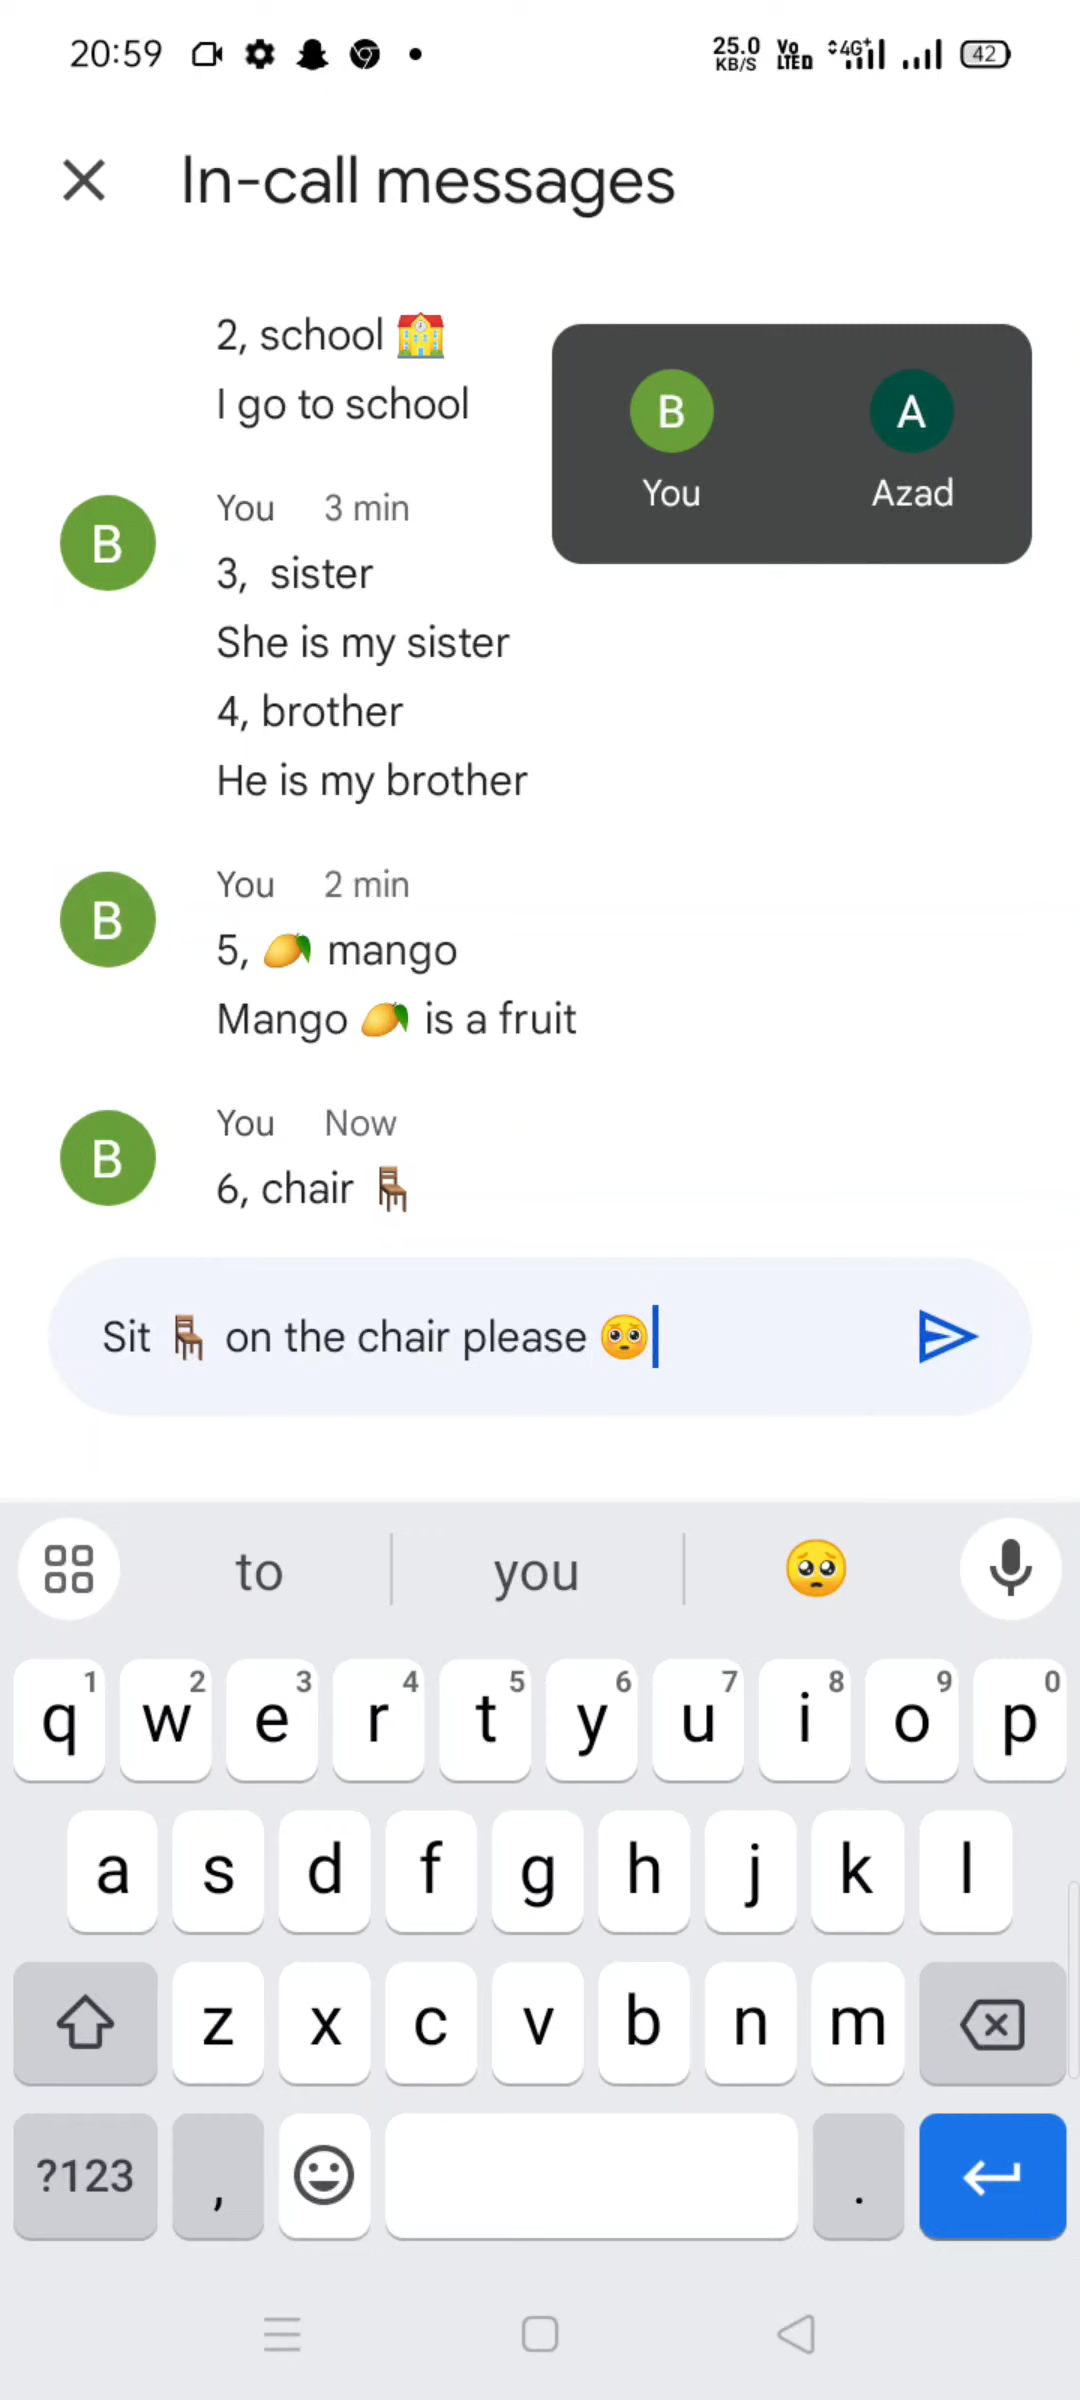 20:59 25.0 KB/S Vo LTED 4G+ 42
In-call messages
2, school 🏫
I go to school
B You A Azad
You 3 min
B
3, sister
She is my sister
4, brother
He is my brother
You 2 min
B
5, 🥭 mango
Mango 🥭 is a fruit
You Now
B
6, chair 🪑
Sit 🪑 on the chair please 🥺
to you 🥺
q1 w2 e3 r4 t5 y6 u7 i8 o9 p0
a s d f g h j k l
z x c v b n m
?123 , .